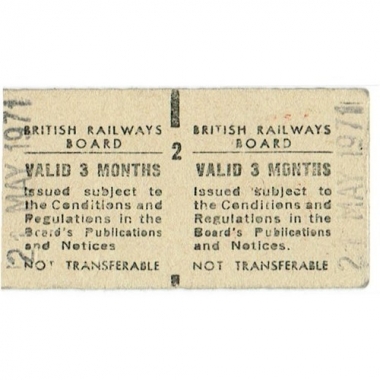 BRITISH RAILWAYS
BOARD
VALID 3 MONTHS
Issued subject to
the Conditions and
Regulations in the
Board's Publications
and Notices
NOT TRANSFERABLE
2
BRITISH RAILWAYS
BOARD
VALID 3 MONTHS
Issued subject to
the Conditions and
Regulations in the
Board's Publications
and Notices.
NOT TRANSFERABLE
MAY 1971
MAY 1971